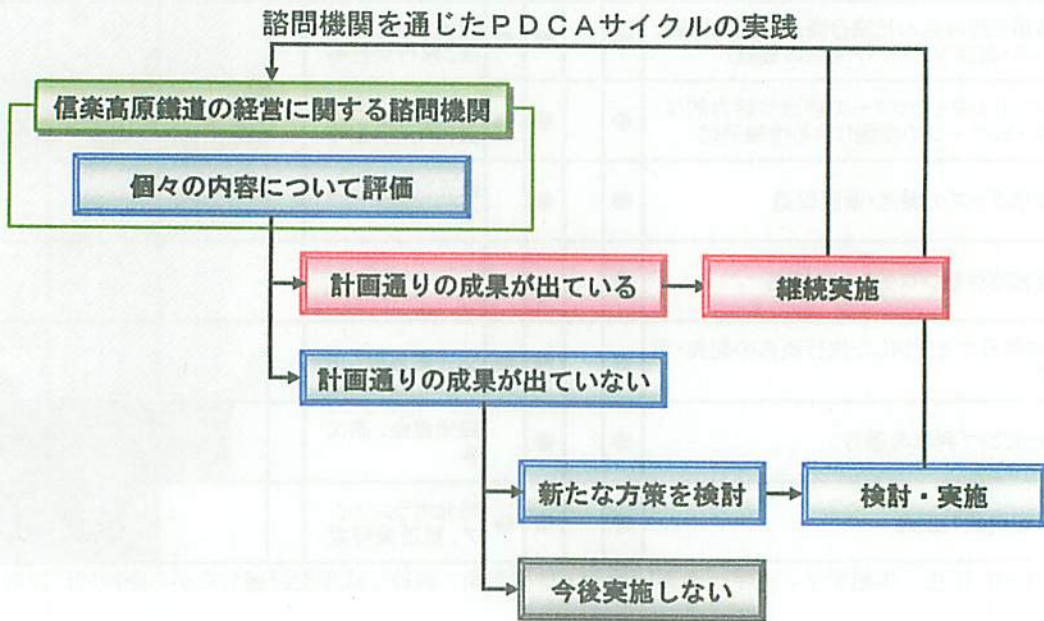 諮問機関を通じたPDCAサイクルの実践
信楽高原鐵道の経営に関する諮問機関
個々の内容について評価
計画通りの成果が出ている
継続実施
計画通りの成果が出ていない
新たな方策を検討
検討・実施
今後実施しない